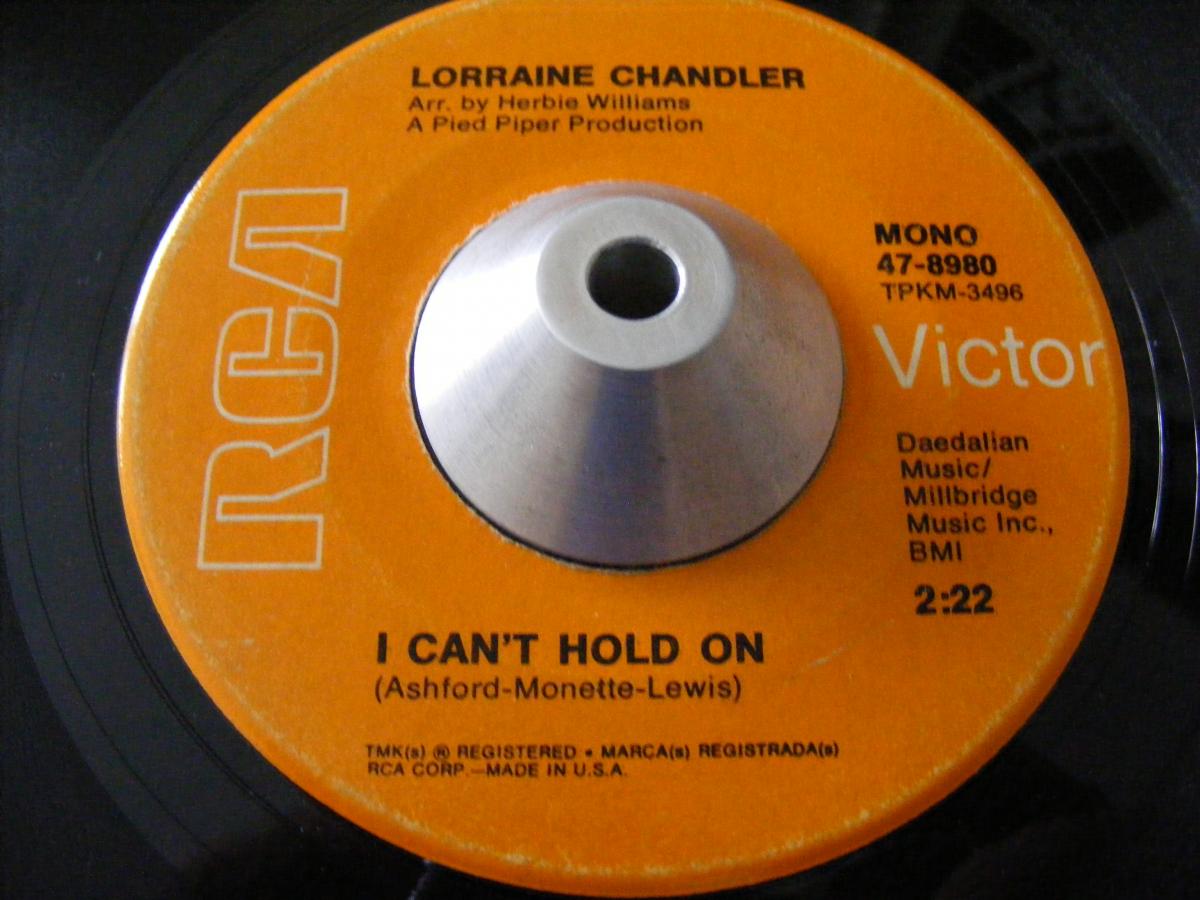 LORRAINE CHANDLER
Arr. by Herbie Williams
A Pied Piper Production
RCA
MONO
47-8980
TPKM-3496
Victor
Daedalian
Music/
Millbridge
Music Inc.,
BMI
2:22
I CAN'T HOLD ON
(Ashford-Monette-Lewis)
TMK(s) ® REGISTERED • MARCA(s) REGISTRADA(s)
RCA CORP.—MADE IN U.S.A.